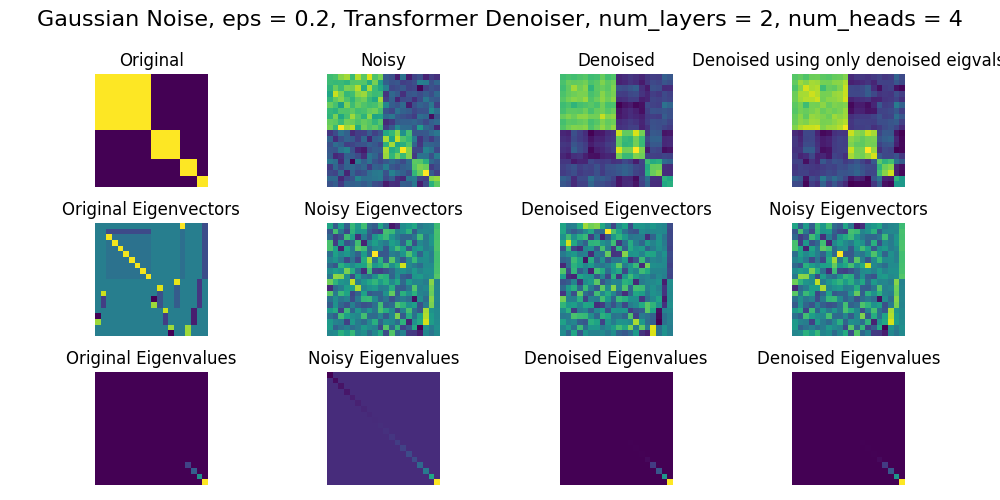 Gaussian Noise, eps = 0.2, Transformer Denoiser, num_layers = 2, num_heads = 4
Original
Noisy
Denoised
Denoised using only denoised eigvals
Original Eigenvectors
Noisy Eigenvectors
Denoised Eigenvectors
Noisy Eigenvectors
Original Eigenvalues
Noisy Eigenvalues
Denoised Eigenvalues
Denoised Eigenvalues